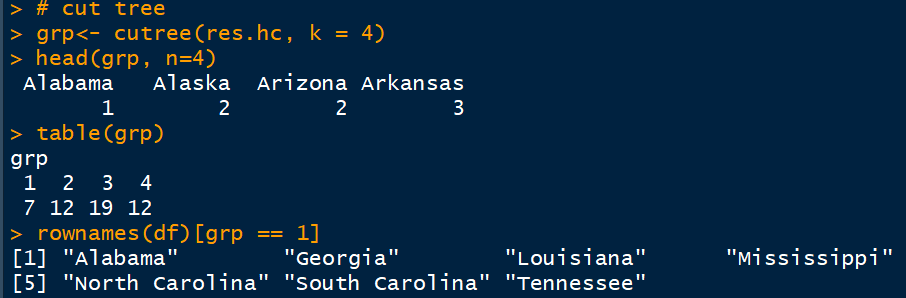 > # cut tree
> grp<- cutree(res.hc, k = 4)
> head(grp, n=4)
 Alabama   Alaska  Arizona Arkansas
       1        2        2        3
> table(grp)
grp
 1  2  3  4
 7 12 19 12
> rownames(df)[grp == 1]
[1] "Alabama"        "Georgia"        "Louisiana"      "Mississippi"
[5] "North Carolina" "South Carolina" "Tennessee"